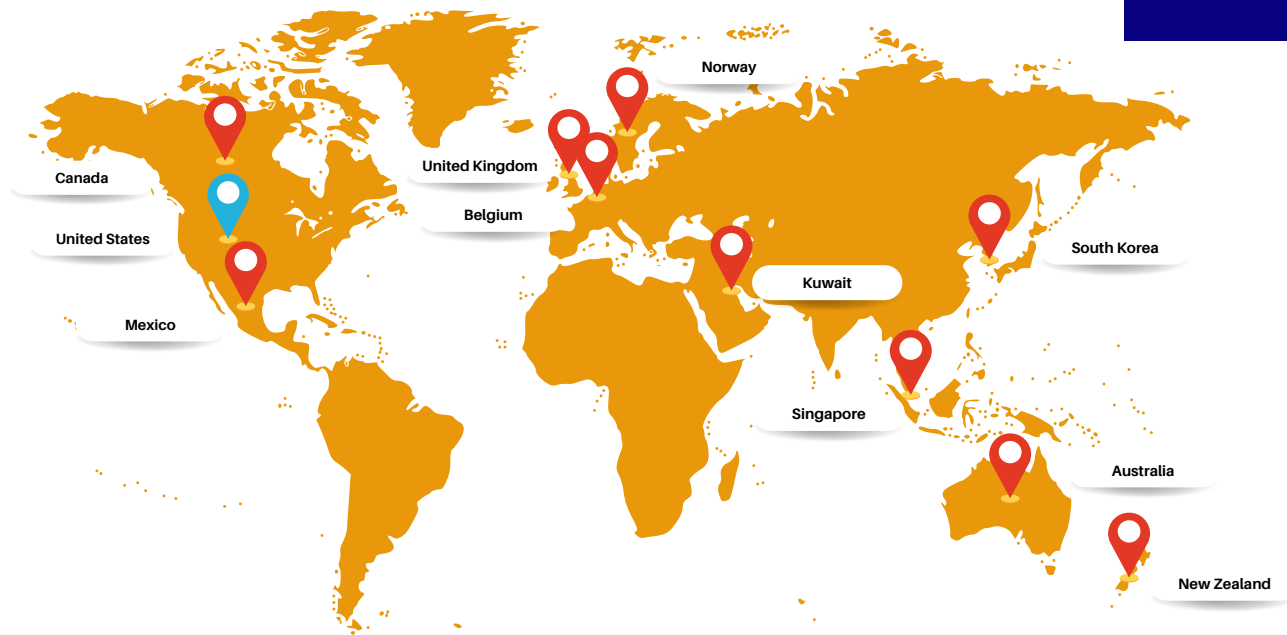 Norway
United Kingdom
Canada
Belgium
United States
South Korea
Kuwait
Mexico
Singapore
Australia
New Zealand